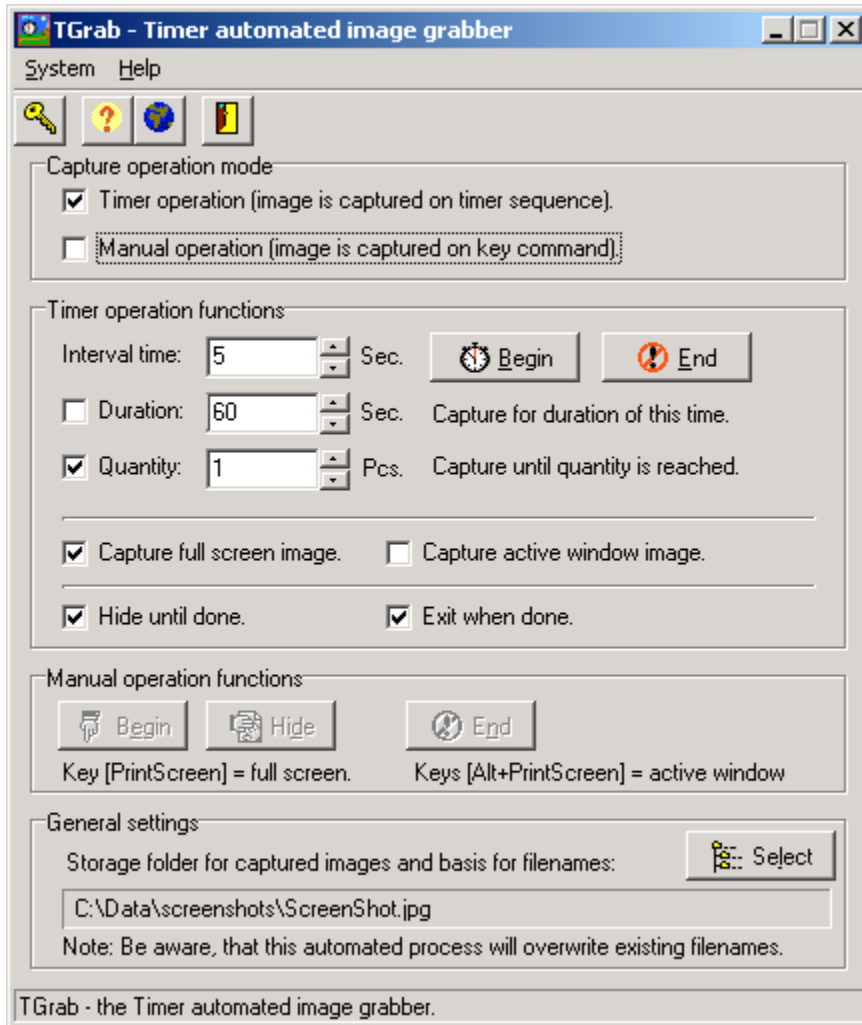 TGrab - Timer automated image grabber
System Help
?
Capture operation mode
Timer operation (image is captured on timer sequence).
Manual operation (image is captured on key command).
Timer operation functions
Interval time: 5 Sec. Begin End
Duration: 60 Sec. Capture for duration of this time.
Quantity: 1 Pcs. Capture until quantity is reached.
Capture full screen image. Capture active window image.
Hide until done. Exit when done.
Manual operation functions
Begin Hide End
Key [PrintScreen] = full screen. Keys [Alt+PrintScreen] = active window
General settings
Storage folder for captured images and basis for filenames: Select
C:\Data\screenshots\ScreenShot.jpg
Note: Be aware, that this automated process will overwrite existing filenames.
TGrab - the Timer automated image grabber.